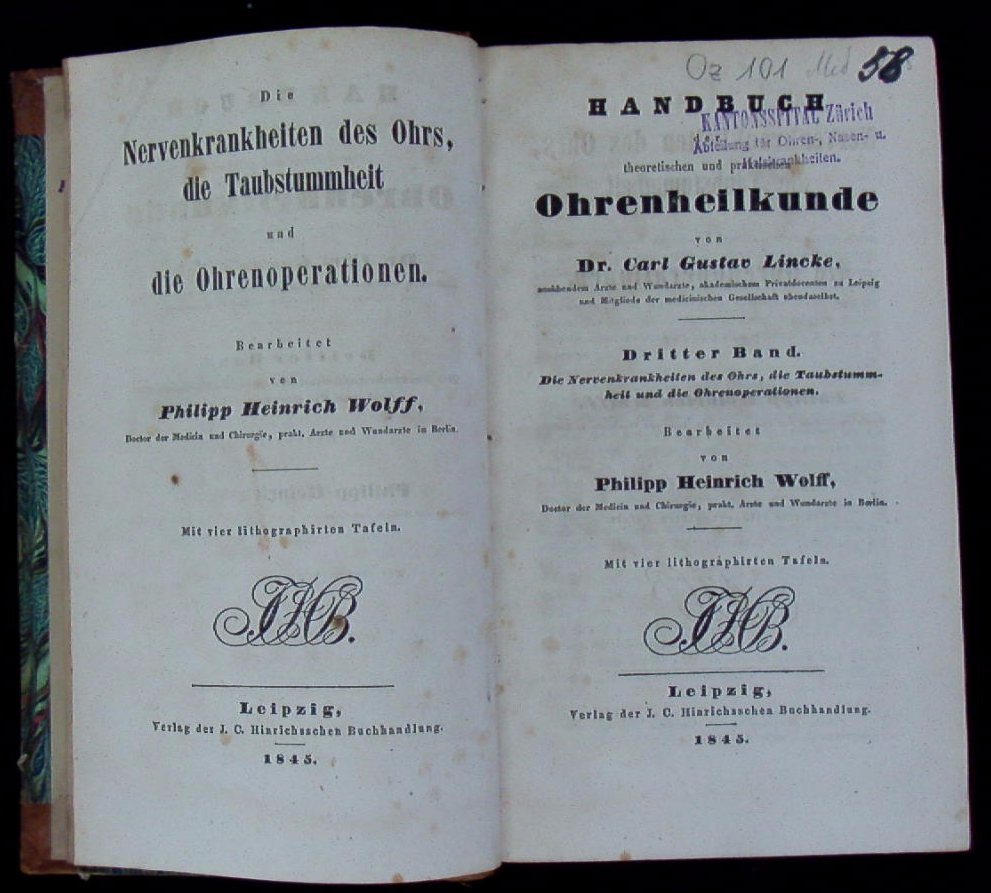 Die
Nervenkrankheiten des Ohrs,
die Taubstummheit
und
die Ohrenoperationen.
Bearbeitet
von
Philipp Heinrich Wolff,
Doctor der Medicin und Chirurgie, prakt. Arzte und Wundarzte in Berlin.
Mit vier lithographirten Tafeln.
JHB.
Leipzig,
Verlag der J. C. Hinrichsschen Buchhandlung.
1845.
Oz 101 Med 58
HANDBUCH
KANTONSSPITAL Zürich
Abteilung für Ohren-, Nasen- u.
theoretischen und praktischen
Ohrenheilkunde
von
Dr. Carl Gustav Lincke,
ausübendem Arzte und Wundarzte, akademischem Privatdocenten zu Leipzig
und Mitgliede der medicinischen Gesellschaft ebendaselbst.
Dritter Band.
Die Nervenkrankheiten des Ohrs, die Taubstumm-
heit und die Ohrenoperationen.
Bearbeitet
von
Philipp Heinrich Wolff,
Doctor der Medicin und Chirurgie, prakt. Arzte und Wundarzte in Berlin.
Mit vier lithographirten Tafeln.
JHB.
Leipzig,
Verlag der J. C. Hinrichsschen Buchhandlung.
1845.